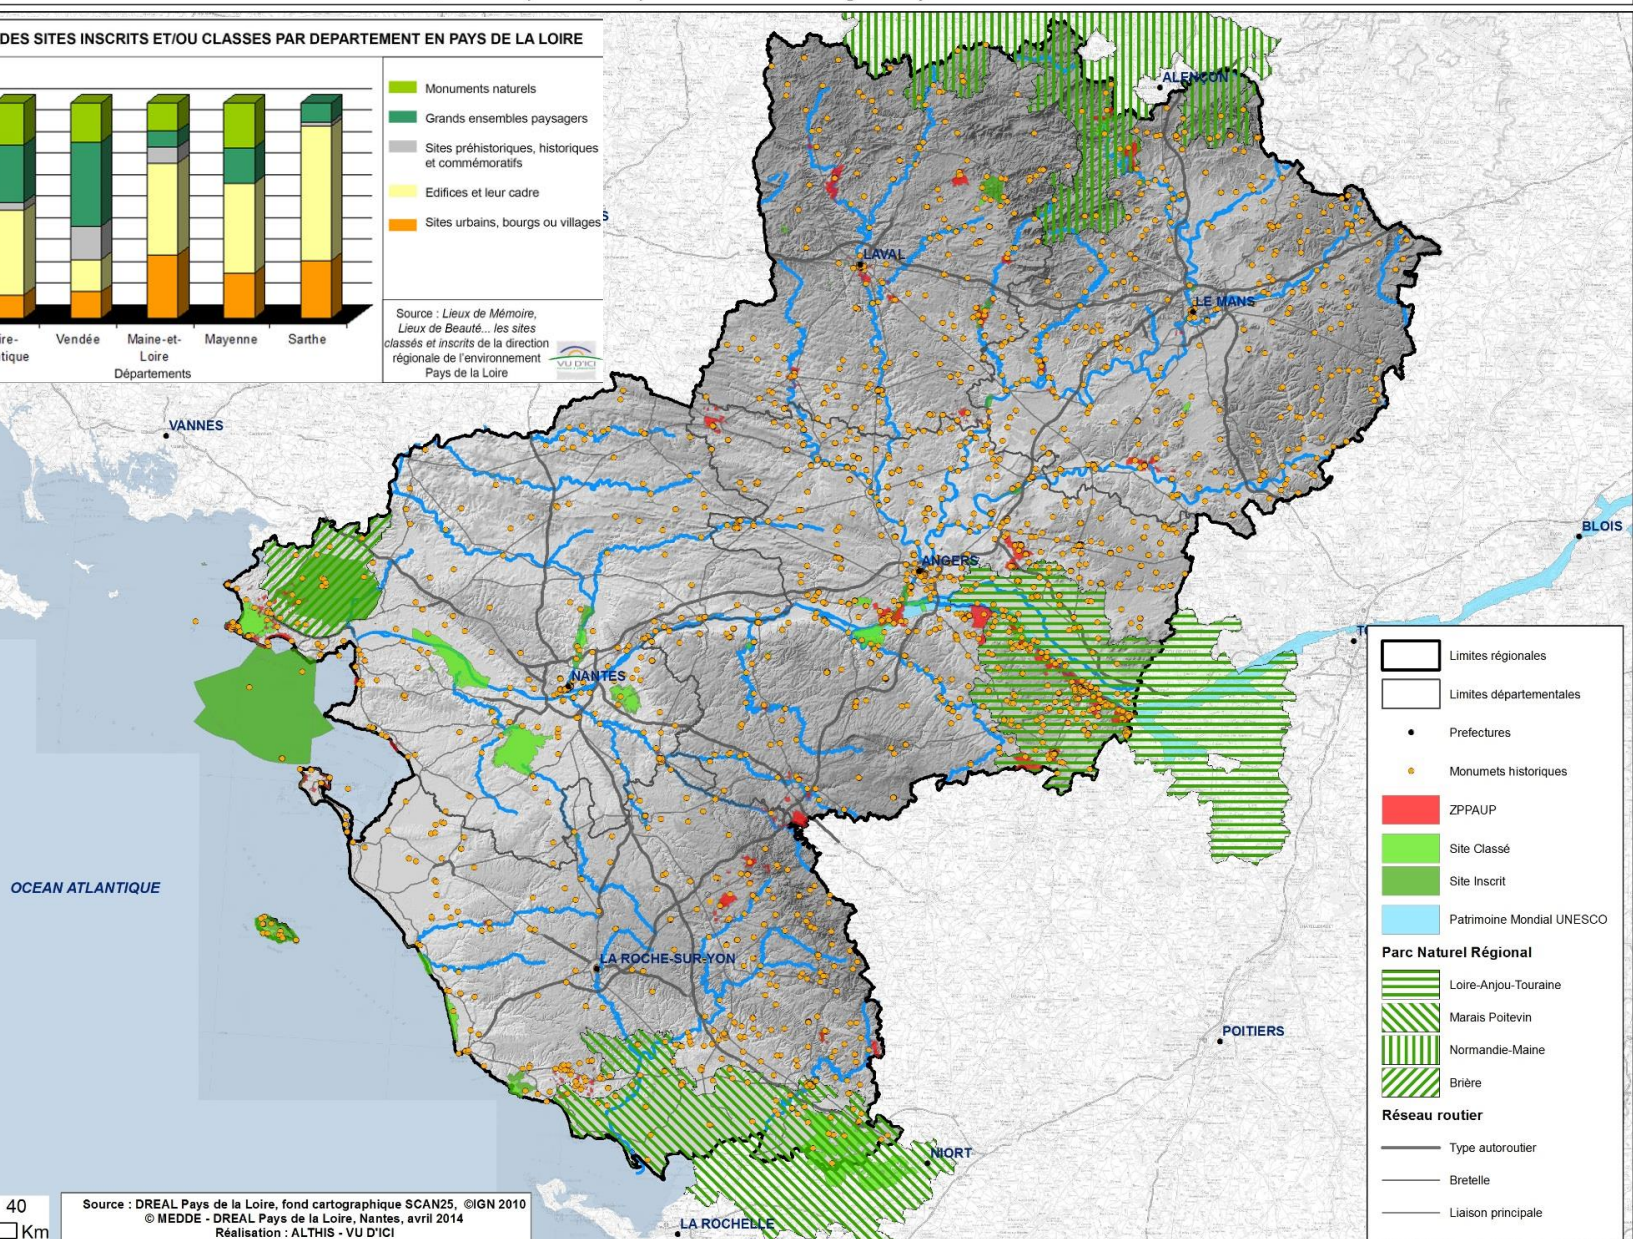 DES SITES INSCRITS ET/OU CLASSES PAR DEPARTEMENT EN PAYS DE LA LOIRE
Monuments naturels
Grands ensembles paysagers
Sites préhistoriques, historiques
et commémoratifs
Edifices et leur cadre
Sites urbains, bourgs ou villages
ire-
tique
Vendée
Maine-et-
Loire
Mayenne
Sarthe
Départements
Source : Lieux de Mémoire,
Lieux de Beauté... les sites
classés et inscrits de la direction
régionale de l'environnement
Pays de la Loire
VU D'ICI
S
ALENCON
LAVAL
LE MANS
VANNES
BLOIS
ANGERS
TO
NANTES
OCEAN ATLANTIQUE
LA ROCHE-SUR-YON
POITIERS
NIORT
LA ROCHELLE
Limites régionales
Limites départementales
Prefectures
Monumets historiques
ZPPAUP
Site Classé
Site Inscrit
Patrimoine Mondial UNESCO
Parc Naturel Régional
Loire-Anjou-Touraine
Marais Poitevin
Normandie-Maine
Brière
Réseau routier
Type autoroutier
Bretelle
Liaison principale
40
Km
Source : DREAL Pays de la Loire, fond cartographique SCAN25, ©IGN 2010
© MEDDE - DREAL Pays de la Loire, Nantes, avril 2014
Réalisation : ALTHIS - VU D'ICI